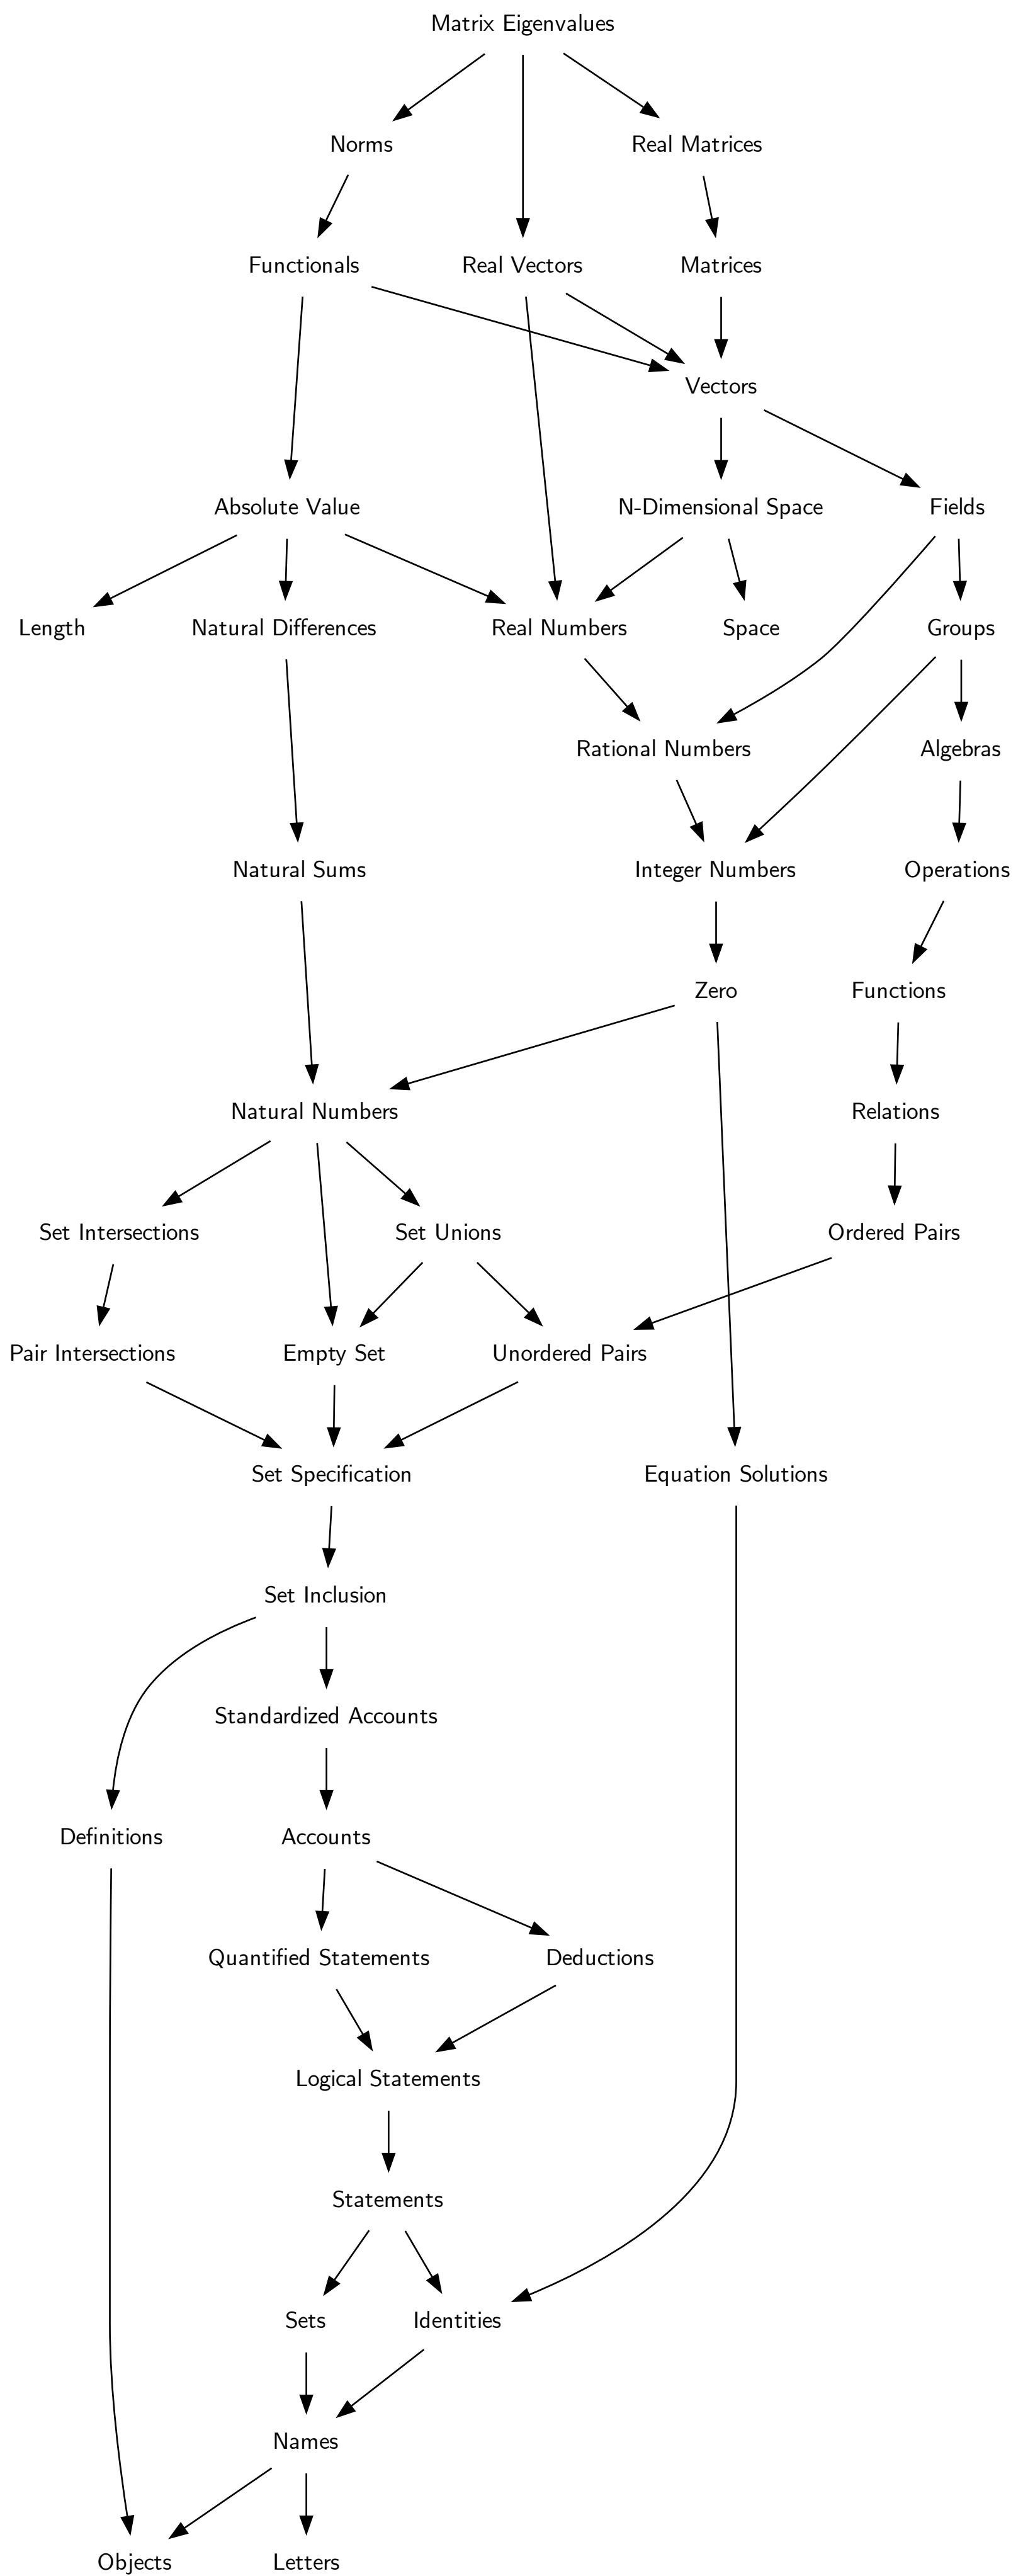 Matrix Eigenvalues
Norms
Real Matrices
Functionals
Real Vectors
Matrices
Vectors
Absolute Value
N-Dimensional Space
Fields
Length
Natural Differences
Real Numbers
Space
Groups
Rational Numbers
Algebras
Natural Sums
Integer Numbers
Operations
Zero
Functions
Natural Numbers
Relations
Set Intersections
Set Unions
Ordered Pairs
Pair Intersections
Empty Set
Unordered Pairs
Set Specification
Equation Solutions
Set Inclusion
Standardized Accounts
Definitions
Accounts
Quantified Statements
Deductions
Logical Statements
Statements
Sets
Identities
Names
Objects
Letters